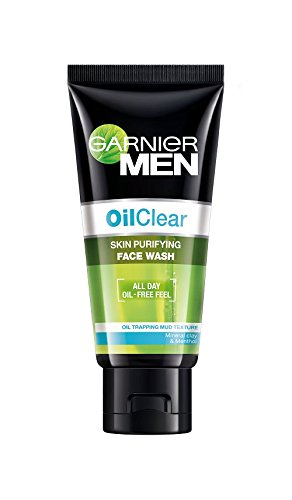 GARNIER
MEN
OilClear
SKIN PURIFYING
FACE WASH
ALL DAY
OIL-FREE FEEL
OIL TRAPPING MUD TEXTURE
Mineral clay
& Menthol